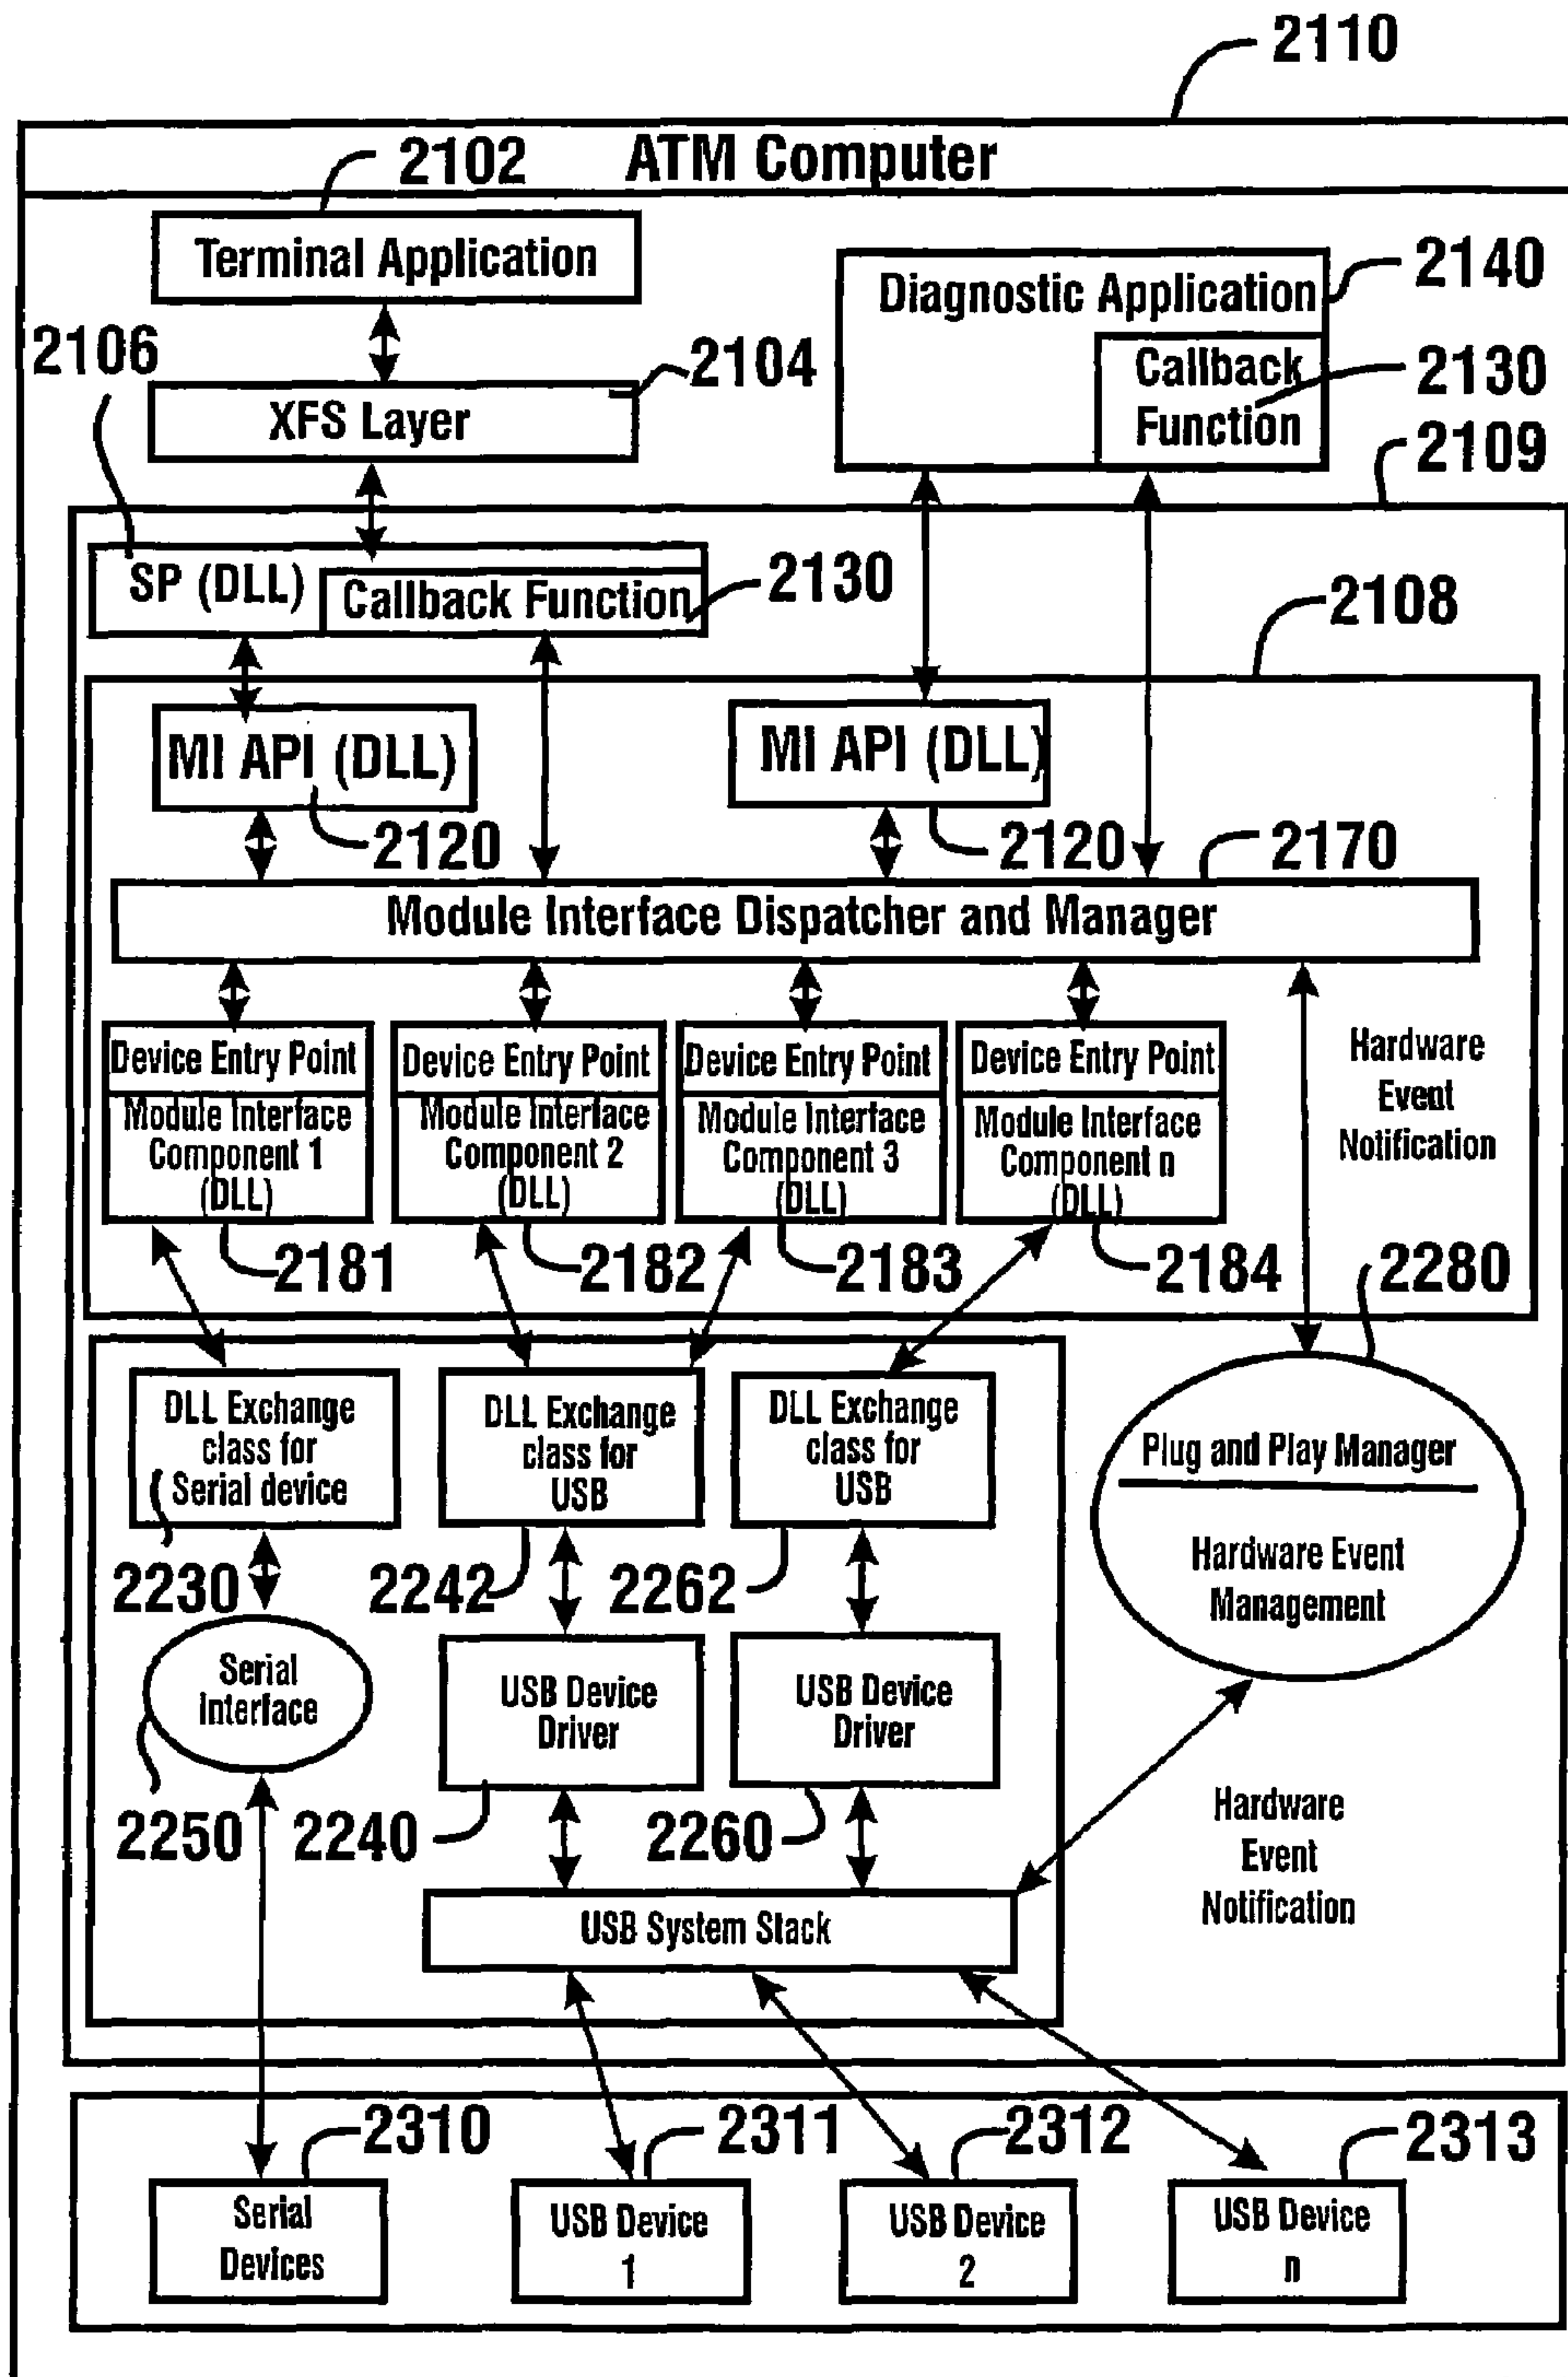 2110
ATM Computer
2102
Terminal Application
2140
Diagnostic Application
2106
2104
Callback
Function
2130
XFS Layer
2109
SP (DLL)
Callback Function
2130
2108
MI API (DLL)
MI API (DLL)
2120
2120
2170
Module Interface Dispatcher and Manager
Device Entry Point
Device Entry Point
Device Entry Point
Device Entry Point
Hardware
Event
Notification
Module Interface
Component 1
(DLL)
Module Interface
Component 2
(DLL)
Module Interface
Component 3
(DLL)
Module Interface
Component n
(DLL)
2181
2182
2183
2184
2280
DLL Exchange
class for
Serial device
DLL Exchange
class for
USB
DLL Exchange
class for
USB
Plug and Play Manager
Hardware Event
Management
2230
2242
2262
Serial
Interface
USB Device
Driver
USB Device
Driver
2250
2240
2260
Hardware
Event
Notification
USB System Stack
2310
2311
2312
2313
Serial
Devices
USB Device
1
USB Device
2
USB Device
n